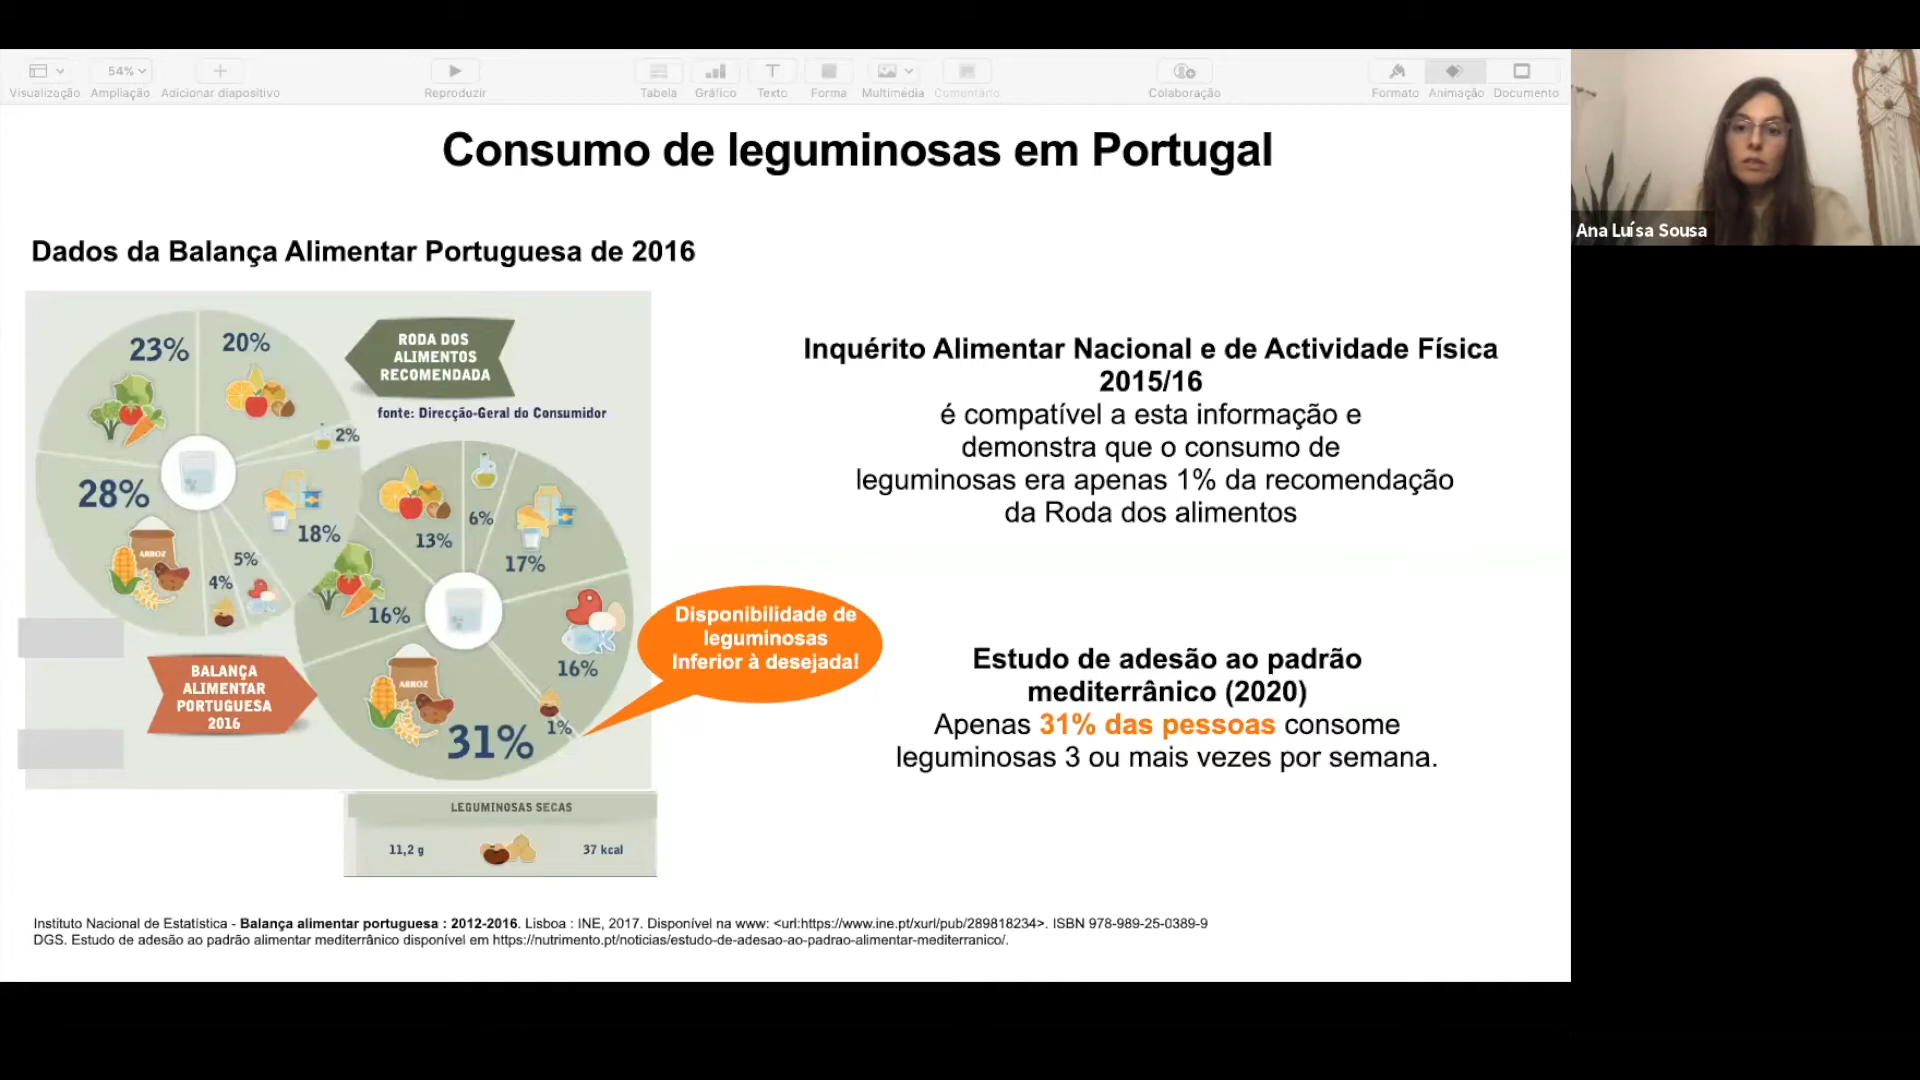 54%
Visualização
Ampliação
Adicionar diapositivo
Reproduzir
Tabela
Gráfico
Texto
Forma
Multimédia
Comentário
Colaboração
Formato
Animação
Documento
Ana Luísa Sousa
Consumo de leguminosas em Portugal
Dados da Balança Alimentar Portuguesa de 2016
23%
20%
RODA DOS
ALIMENTOS
RECOMENDADA
fonte: Direcção-Geral do Consumidor
2%
28%
18%
5%
4%
ARROZ
13%
6%
17%
16%
16%
ARROZ
31%
1%
BALANÇA
ALIMENTAR
PORTUGUESA
2016
Disponibilidade de
leguminosas
Inferior à desejada!
LEGUMINOSAS SECAS
11,2 g
37 kcal
Inquérito Alimentar Nacional e de Actividade Física
2015/16
é compatível a esta informação e
demonstra que o consumo de
leguminosas era apenas 1% da recomendação
da Roda dos alimentos
Estudo de adesão ao padrão
mediterrânico (2020)
Apenas 31% das pessoas consome
leguminosas 3 ou mais vezes por semana.
Instituto Nacional de Estatística - Balança alimentar portuguesa : 2012-2016. Lisboa : INE, 2017. Disponível na www: <url:https://www.ine.pt/xurl/pub/289818234>. ISBN 978-989-25-0389-9
DGS. Estudo de adesão ao padrão alimentar mediterrânico disponível em https://nutrimento.pt/noticias/estudo-de-adesao-ao-padrao-alimentar-mediterranico/.